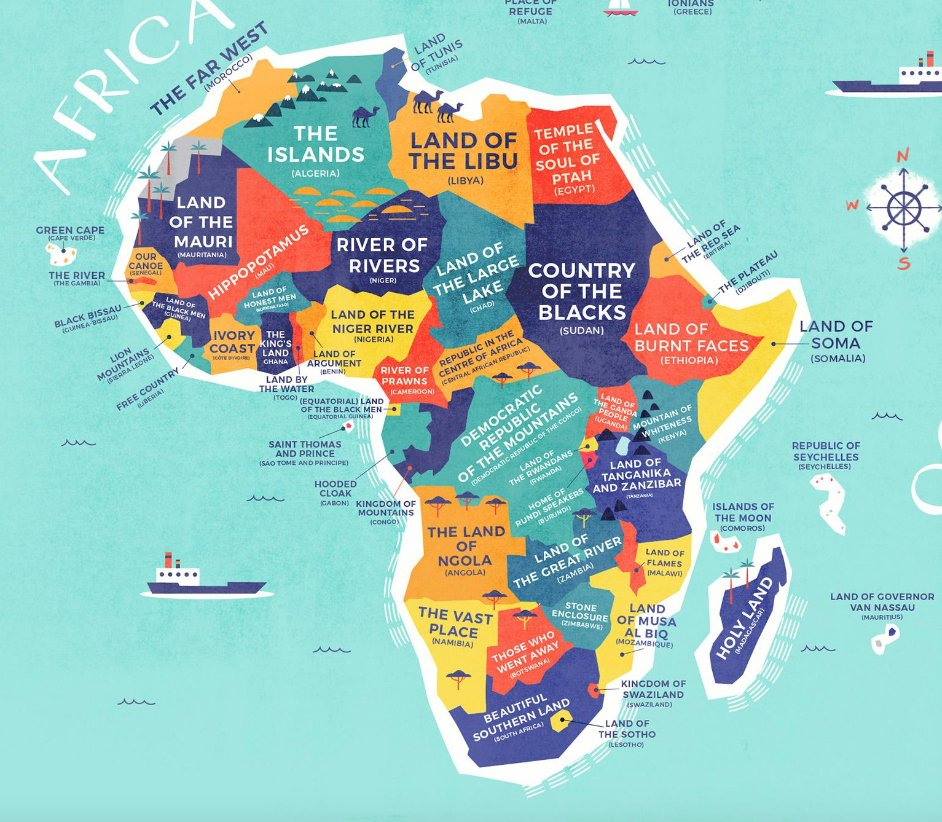 PLACE OF
REFUGE
(MALTA)
IONIANS
(GREECE)
AFRICA
THE FAR WEST
(MOROCCO)
LAND
OF TUNIS
(TUNISIA)
THE
ISLANDS
(ALGERIA)
LAND OF
THE LIBU
(LIBYA)
TEMPLE
OF THE
SOUL OF
PTAH
(EGYPT)
N
W
S
LAND
OF THE
MAURI
(MAURITANIA)
HIPPOPOTAMUS
(MALI)
RIVER OF
RIVERS
(NIGER)
LAND OF
THE LARGE
LAKE
(CHAD)
COUNTRY
OF THE
BLACKS
(SUDAN)
LAND OF
THE RED SEA
(ERITREA)
THE PLATEAU
(DJIBOUTI)
GREEN CAPE
(CAPE VERDE)
THE RIVER
(THE GAMBIA)
OUR
CANOE
(SENEGAL)
BLACK BISSAU
(GUINEA-BISSAU)
LAND OF
THE BLACK MEN
(GUINEA)
LION
MOUNTAINS
(SIERRA LEONE)
FREE COUNTRY
(LIBERIA)
LAND OF
HONEST MEN
(BURKINA FASO)
IVORY
COAST
(CÔTE D'IVOIRE)
THE
KING'S
LAND
GHANA
LAND BY
THE WATER
(TOGO)
LAND OF
ARGUMENT
(BENIN)
LAND OF THE
NIGER RIVER
(NIGERIA)
RIVER OF
PRAWNS
(CAMEROON)
REPUBLIC IN THE
CENTRE OF AFRICA
(CENTRAL AFRICAN REPUBLIC)
LAND OF
BURNT FACES
(ETHIOPIA)
LAND OF
SOMA
(SOMALIA)
(EQUATORIAL) LAND
OF THE BLACK MEN
(EQUATORIAL GUINEA)
SAINT THOMAS
AND PRINCE
(SAO TOME AND PRINCIPE)
HOODED
CLOAK
(GABON)
KINGDOM OF
MOUNTAINS
(CONGO)
DEMOCRATIC
REPUBLIC
OF THE MOUNTAINS
(DEMOCRATIC REPUBLIC OF THE CONGO)
LAND OF
THE GANDA
PEOPLE
(UGANDA)
MOUNTAIN OF
WHITENESS
(KENYA)
LAND OF
THE RWANDANS
(RWANDA)
HOME OF
RUNDI SPEAKERS
(BURUNDI)
LAND OF
TANGANIKA
AND ZANZIBAR
(TANZANIA)
REPUBLIC OF
SEYCHELLES
(SEYCHELLES)
ISLANDS OF
THE MOON
(COMOROS)
THE LAND
OF
NGOLA
(ANGOLA)
LAND OF
THE GREAT RIVER
(ZAMBIA)
LAND OF
FLAMES
(MALAWI)
THE VAST
PLACE
(NAMIBIA)
STONE
ENCLOSURE
(ZIMBABWE)
LAND
OF MUSA
AL BIQ
(MOZAMBIQUE)
THOSE WHO
WENT AWAY
(BOTSWANA)
HOLY LAND
(MADAGASCAR)
LAND OF GOVERNOR
VAN NASSAU
(MAURITIUS)
BEAUTIFUL
SOUTHERN LAND
(SOUTH AFRICA)
KINGDOM OF
SWAZILAND
(SWAZILAND)
LAND OF
THE SOTHO
(LESOTHO)